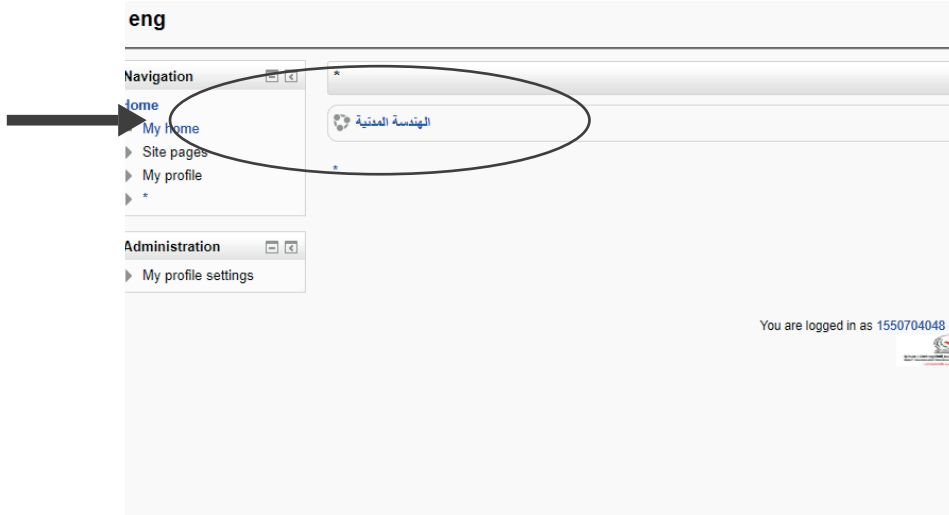 eng
Navigation
Home
My home
Site pages
My profile
*
Administration
My profile settings
*
الهندسة المدنية
*
You are logged in as 1550704048